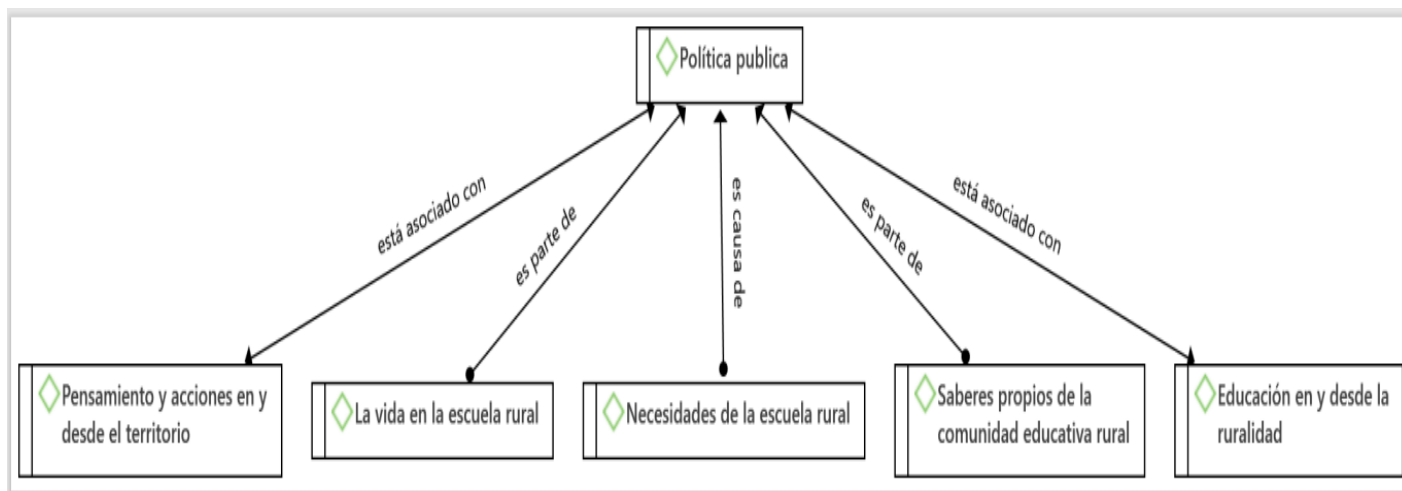 Política publica
está asociado con
es parte de
es causa de
es parte de
está asociado con
Pensamiento y acciones en y
desde el territorio
La vida en la escuela rural
Necesidades de la escuela rural
Saberes propios de la
comunidad educativa rural
Educación en y desde la
ruralidad